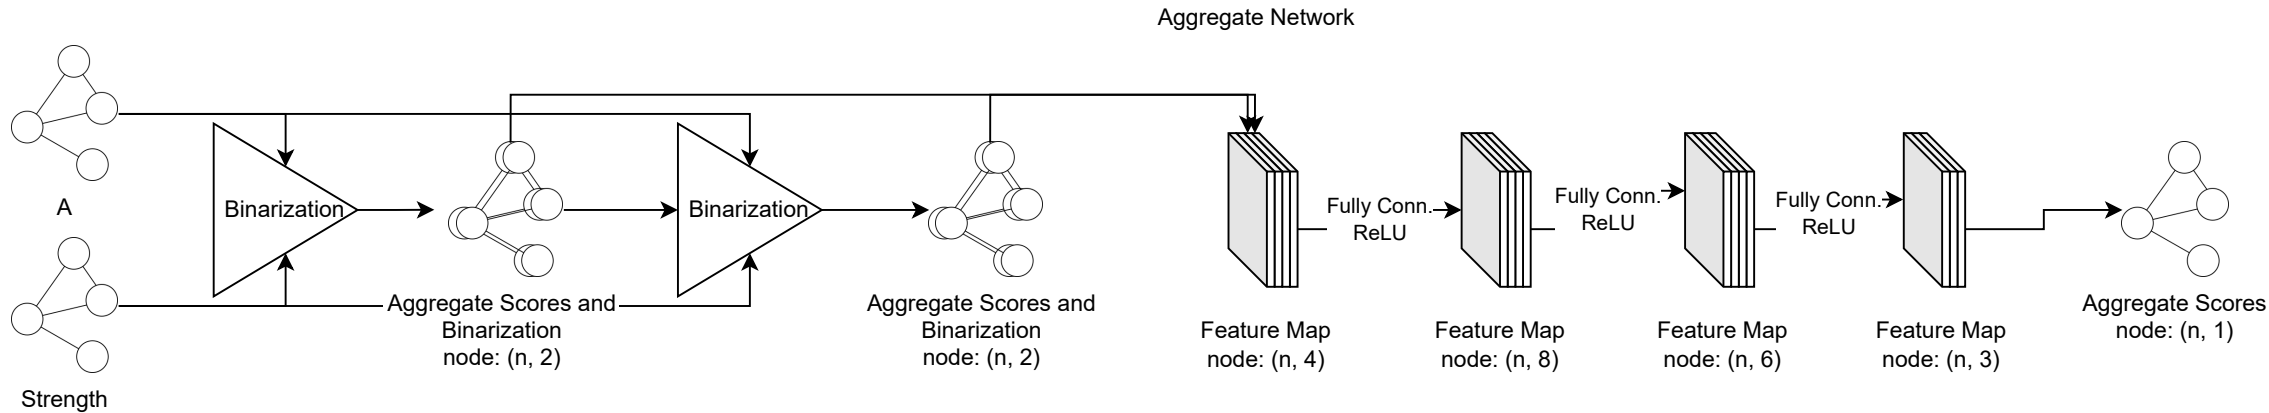 Aggregate Network
A
Strength
Binarization
Aggregate Scores and
Binarization
node: (n, 2)
Binarization
Aggregate Scores and
Binarization
node: (n, 2)
Feature Map
node: (n, 4)
Fully Conn.
ReLU
Feature Map
node: (n, 8)
Fully Conn.
ReLU
Feature Map
node: (n, 6)
Fully Conn.
ReLU
Feature Map
node: (n, 3)
Aggregate Scores
node: (n, 1)